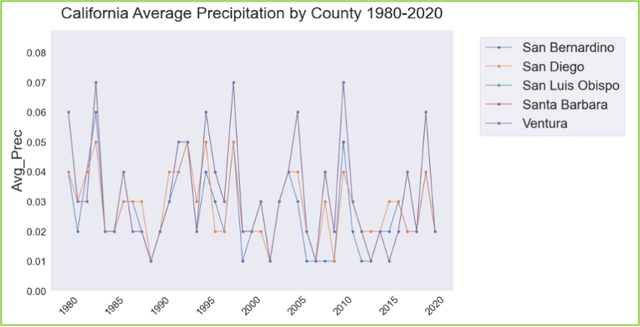 California Average Precipitation by County 1980-2020
San Bernardino
San Diego
San Luis Obispo
Santa Barbara
Ventura
Avg_Prec
0.08
0.07
0.06
0.05
0.04
0.03
0.02
0.01
0.00
1980
1985
1990
1995
2000
2005
2010
2015
2020